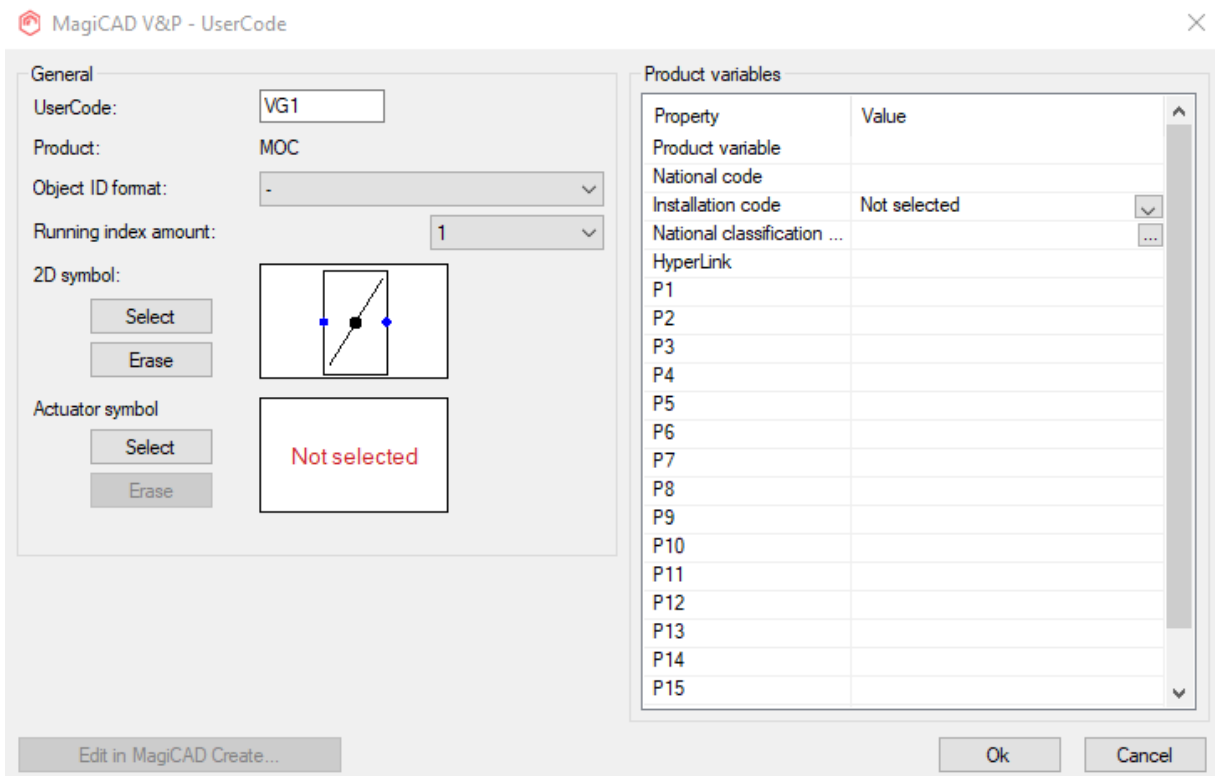 MagiCAD V&P - UserCode
General
UserCode:
VG1
Product:
MOC
Object ID format:
-
Running index amount:
1
2D symbol:
Select
Erase
Actuator symbol
Select
Erase
Not selected
Product variables
Property Value
Product variable
National code
Installation code Not selected
National classification ... ...
HyperLink
P1
P2
P3
P4
P5
P6
P7
P8
P9
P10
P11
P12
P13
P14
P15
Edit in MagiCAD Create...
Ok
Cancel